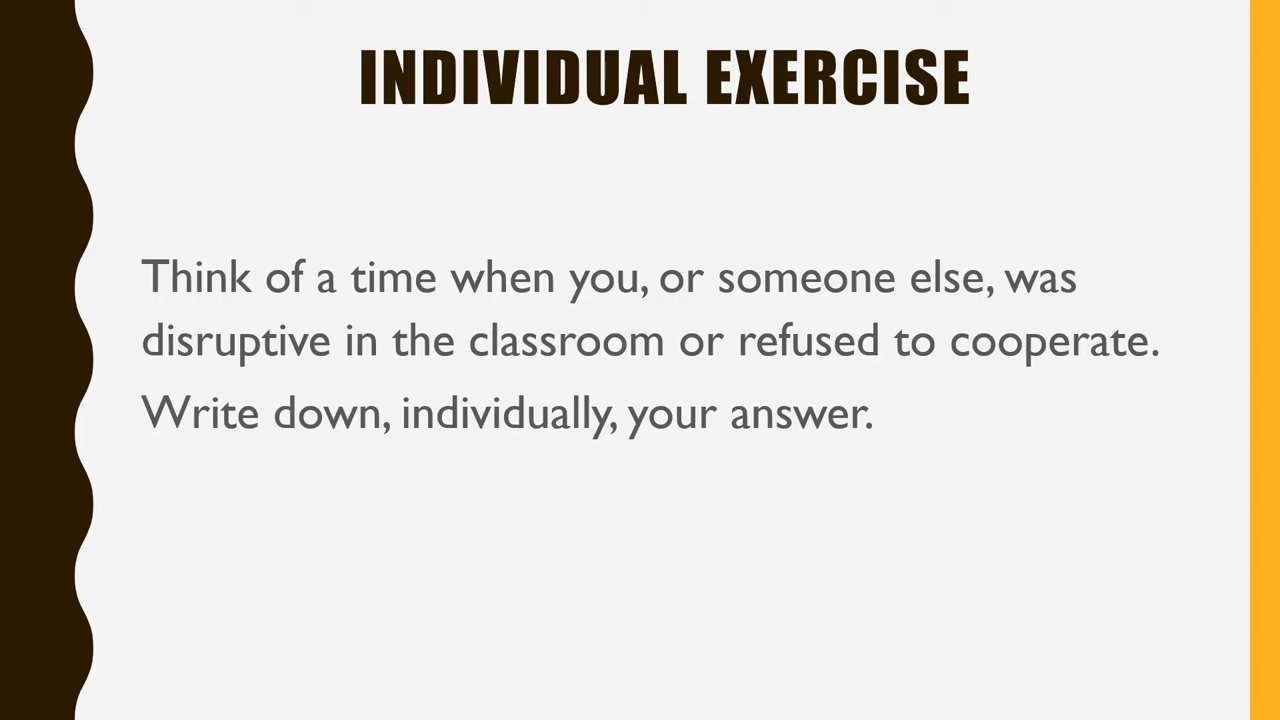 INDIVIDUAL EXERCISE
Think of a time when you, or someone else, was
disruptive in the classroom or refused to cooperate.
Write down, individually, your answer.